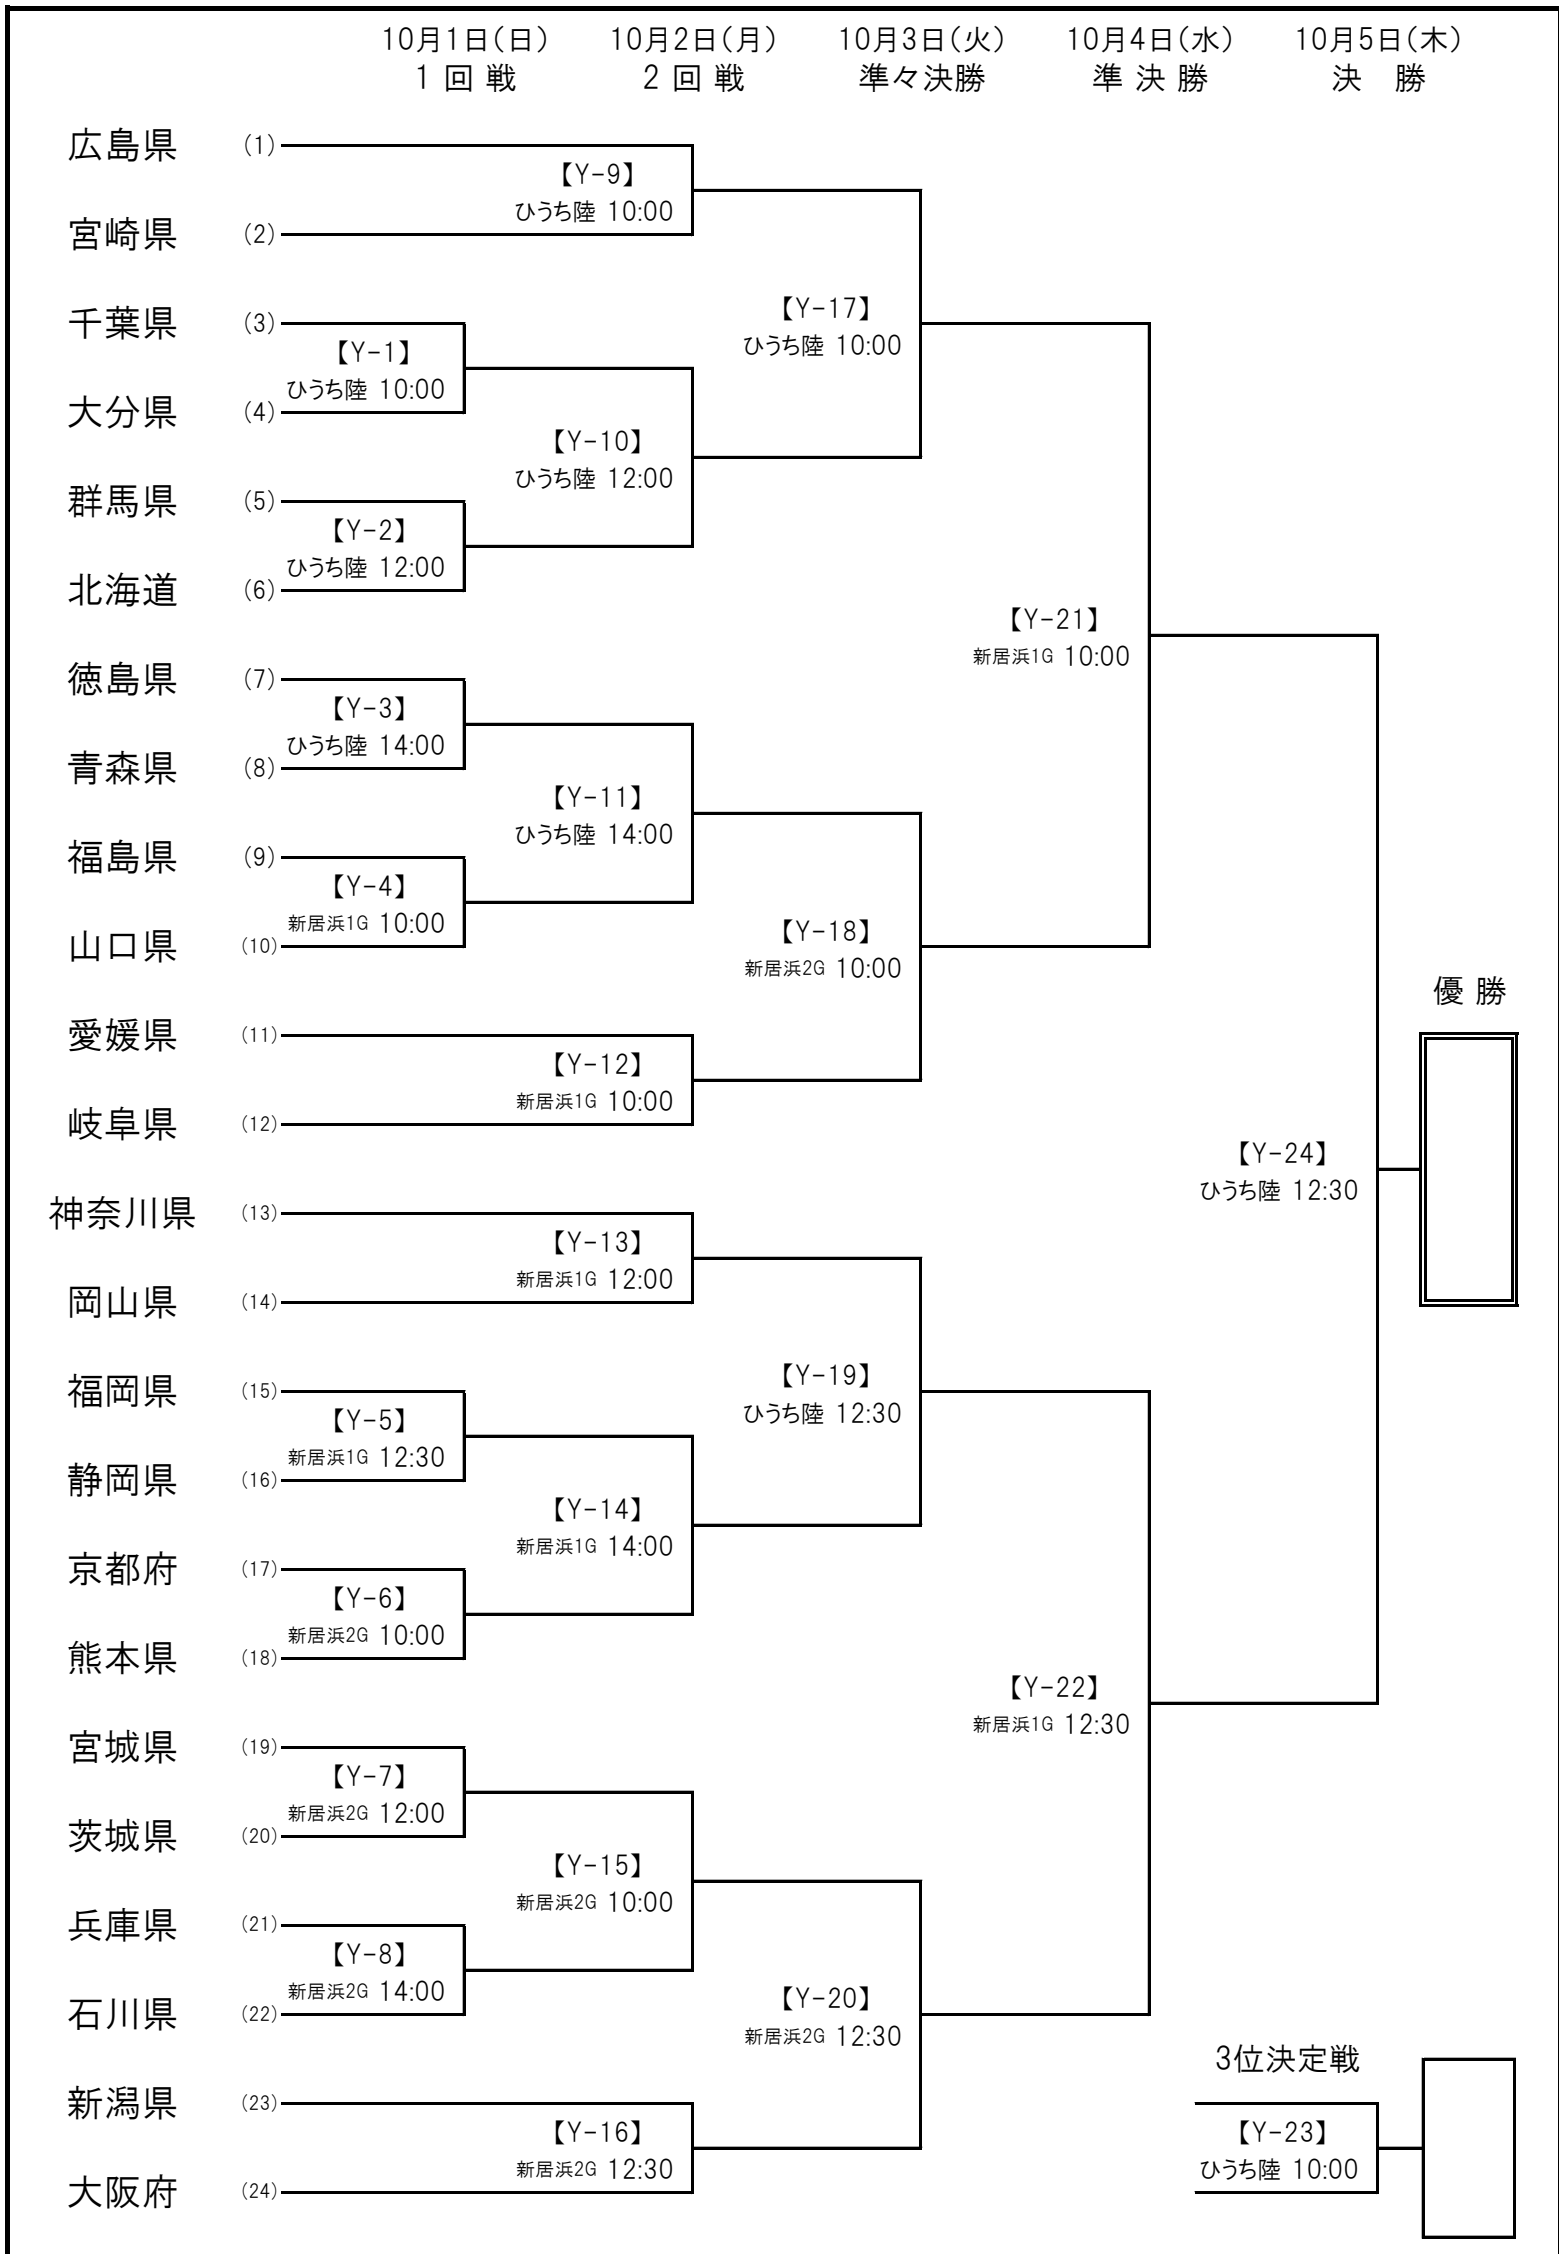 10月1日(日) 10月2日(月) 10月3日(火) 10月4日(水) 10月5日(木)
1 回 戦 2 回 戦 準々決勝 準 決 勝 決 勝
広島県 (1)
【Y-9】
ひうち陸 10:00
宮崎県 (2)
【Y-17】
ひうち陸 10:00
千葉県 (3)
【Y-1】
ひうち陸 10:00
大分県 (4)
【Y-10】
ひうち陸 12:00
群馬県 (5)
【Y-2】
ひうち陸 12:00
北海道 (6)
【Y-21】
新居浜1G 10:00
徳島県 (7)
【Y-3】
ひうち陸 14:00
青森県 (8)
【Y-11】
ひうち陸 14:00
福島県 (9)
【Y-4】
新居浜1G 10:00
山口県 (10)
【Y-18】
新居浜2G 10:00
優 勝
愛媛県 (11)
【Y-12】
新居浜1G 10:00
岐阜県 (12)
【Y-24】
ひうち陸 12:30
神奈川県 (13)
【Y-13】
新居浜1G 12:00
岡山県 (14)
【Y-19】
ひうち陸 12:30
福岡県 (15)
【Y-5】
新居浜1G 12:30
静岡県 (16)
【Y-14】
新居浜1G 14:00
京都府 (17)
【Y-6】
新居浜2G 10:00
熊本県 (18)
【Y-22】
新居浜1G 12:30
宮城県 (19)
【Y-7】
新居浜2G 12:00
茨城県 (20)
【Y-15】
新居浜2G 10:00
兵庫県 (21)
【Y-8】
新居浜2G 14:00
石川県 (22)
【Y-20】
新居浜2G 12:30
3位決定戦
新潟県 (23)
【Y-16】
新居浜2G 12:30
【Y-23】
ひうち陸 10:00
大阪府 (24)